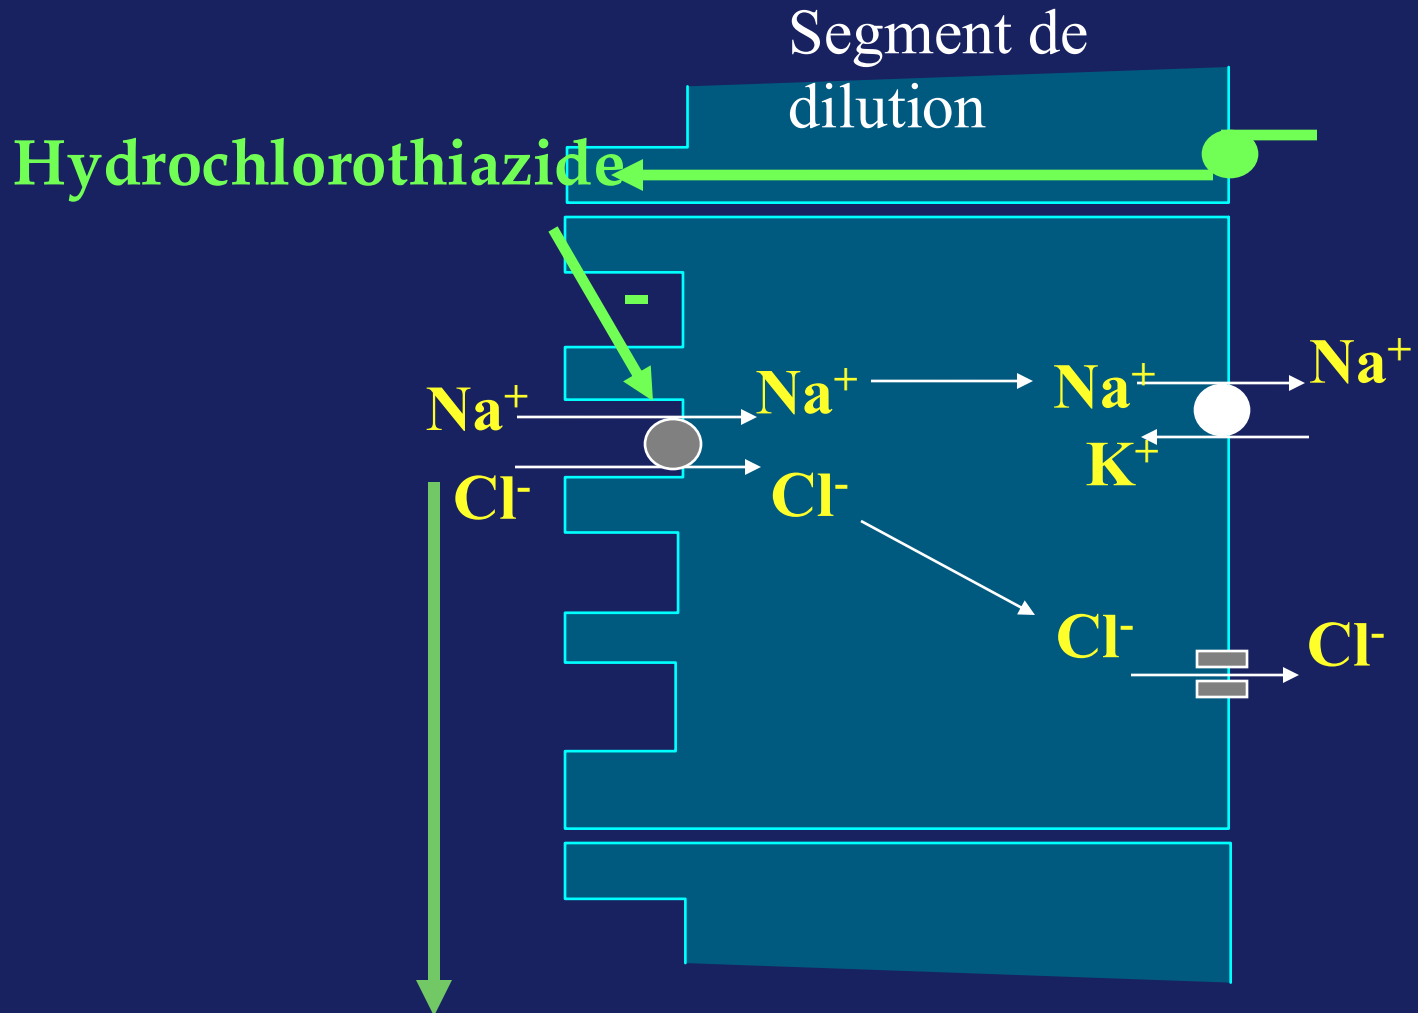 Segment de
dilution
Hydrochlorothiazide
-
Na⁺
Na⁺
Na⁺
Na⁺
K⁺
Cl⁻
Cl⁻
Cl⁻
Cl⁻